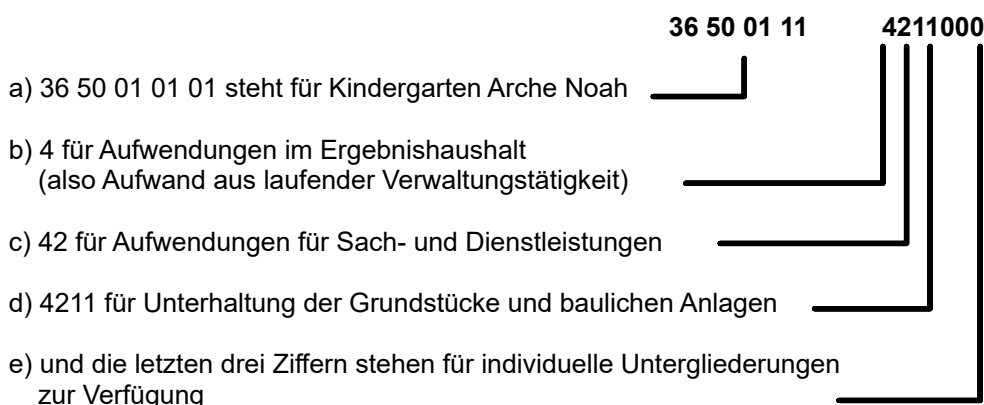 36 50 01 11 4211000
a) 36 50 01 01 01 steht für Kindergarten Arche Noah
b) 4 für Aufwendungen im Ergebnishaushalt
(also Aufwand aus laufender Verwaltungstätigkeit)
c) 42 für Aufwendungen für Sach- und Dienstleistungen
d) 4211 für Unterhaltung der Grundstücke und baulichen Anlagen
e) und die letzten drei Ziffern stehen für individuelle Untergliederungen
zur Verfügung